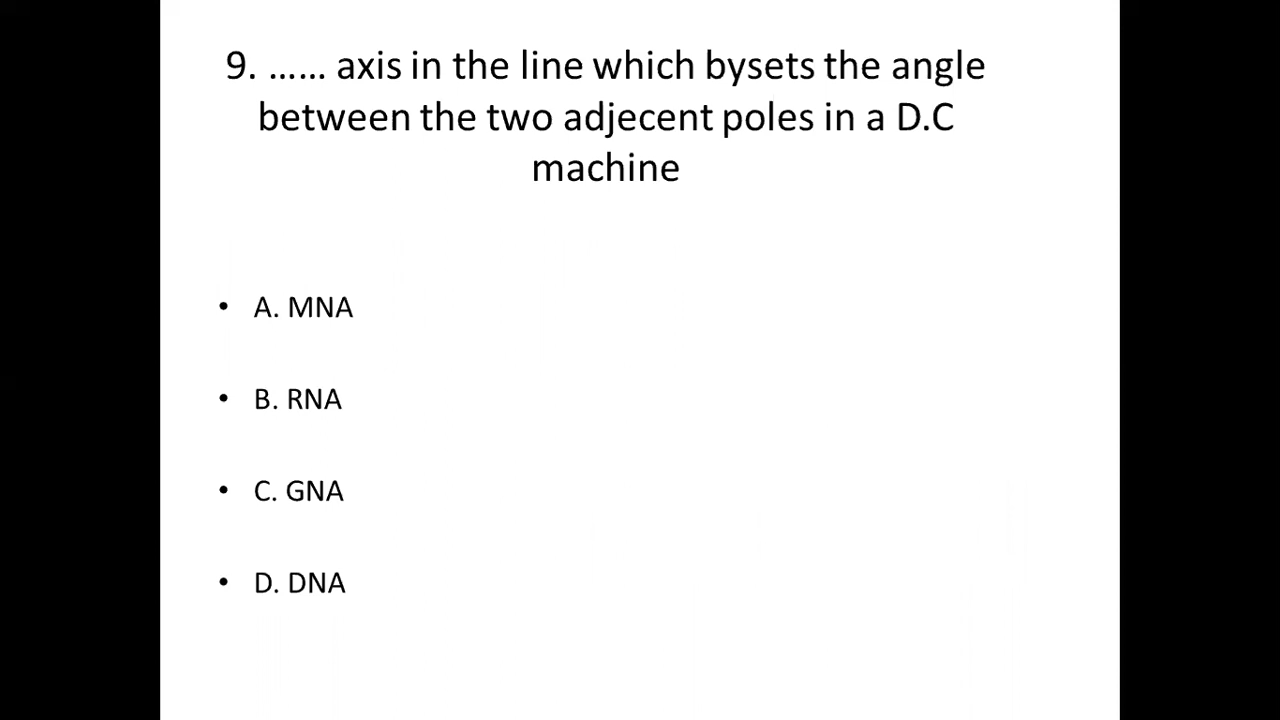 9. …… axis in the line which bysets the angle
between the two adjecent poles in a D.C
machine
• A. MNA
• B. RNA
• C. GNA
• D. DNA